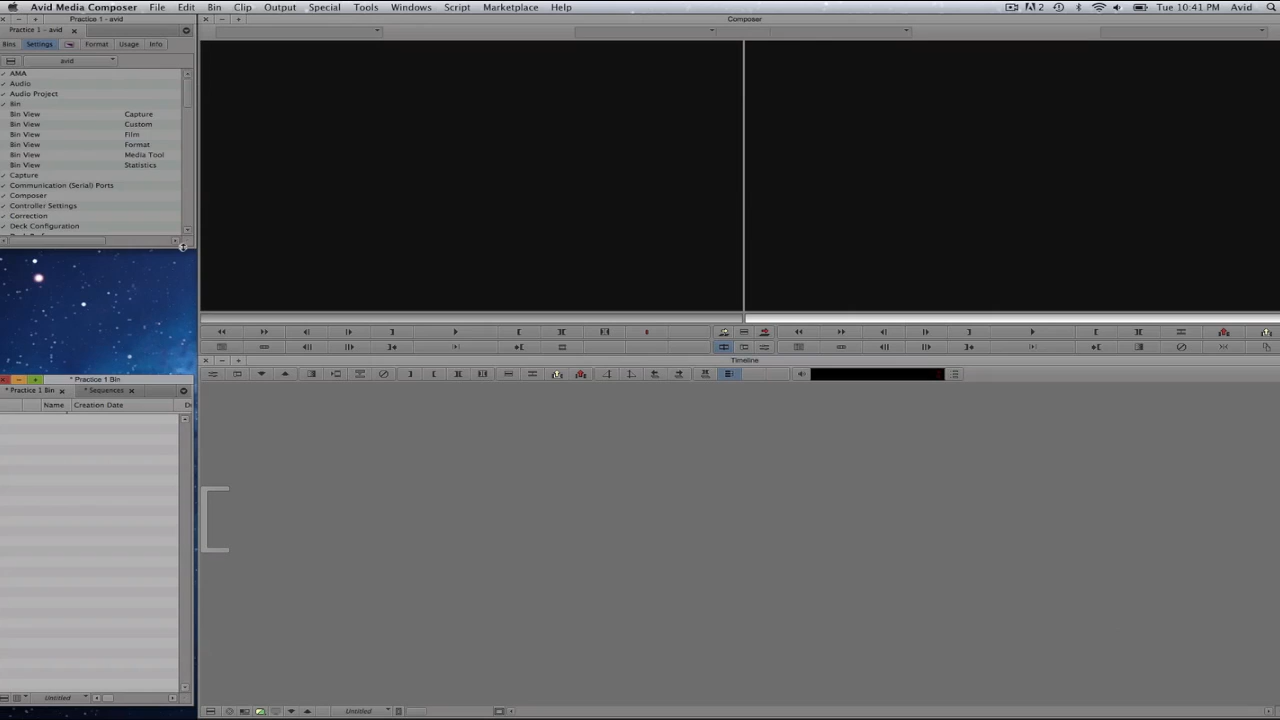 Avid Media Composer File Edit Bin Clip Output Special Tools Windows Script Marketplace Help 2 Tue 10:41 PM Avid
Practice 1 - avid
Practice 1 - avid
Bins Settings Format Usage Info
avid
AMA
Audio
Audio Project
Bin
Bin View Capture
Bin View Custom
Bin View Film
Bin View Format
Bin View Media Tool
Bin View Statistics
Capture
Communication (Serial) Ports
Composer
Controller Settings
Correction
Deck Configuration
* Practice 1 Bin
* Practice 1 Bin * Sequences
Name Creation Date
Untitled
Composer
Timeline
Untitled